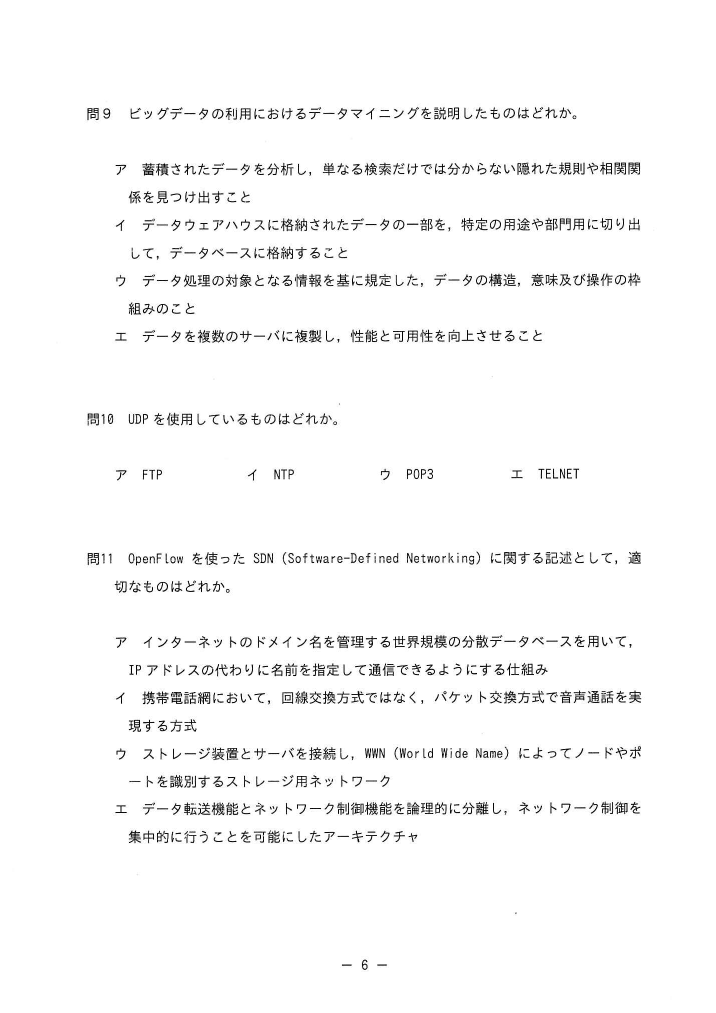 問９　ビッグデータの利用におけるデータマイニングを説明したものはどれか。
ア　蓄積されたデータを分析し，単なる検索だけでは分からない隠れた規則や相関関
係を見つけ出すこと
イ　データウェアハウスに格納されたデータの一部を，特定の用途や部門用に切り出
して，データベースに格納すること
ウ　データ処理の対象となる情報を基に規定した，データの構造，意味及び操作の枠
組みのこと
エ　データを複数のサーバに複製し，性能と可用性を向上させること
問10　UDP を使用しているものはどれか。
ア　FTP　イ　NTP　ウ　POP3　エ　TELNET
問11　OpenFlow を使った SDN（Software-Defined Networking）に関する記述として，適
切なものはどれか。
ア　インターネットのドメイン名を管理する世界規模の分散データベースを用いて，
IP アドレスの代わりに名前を指定して通信できるようにする仕組み
イ　携帯電話網において，回線交換方式ではなく，パケット交換方式で音声通話を実
現する方式
ウ　ストレージ装置とサーバを接続し，WWN（World Wide Name）によってノードやポ
ートを識別するストレージ用ネットワーク
エ　データ転送機能とネットワーク制御機能を論理的に分離し，ネットワーク制御を
集中的に行うことを可能にしたアーキテクチャ
－ 6 －